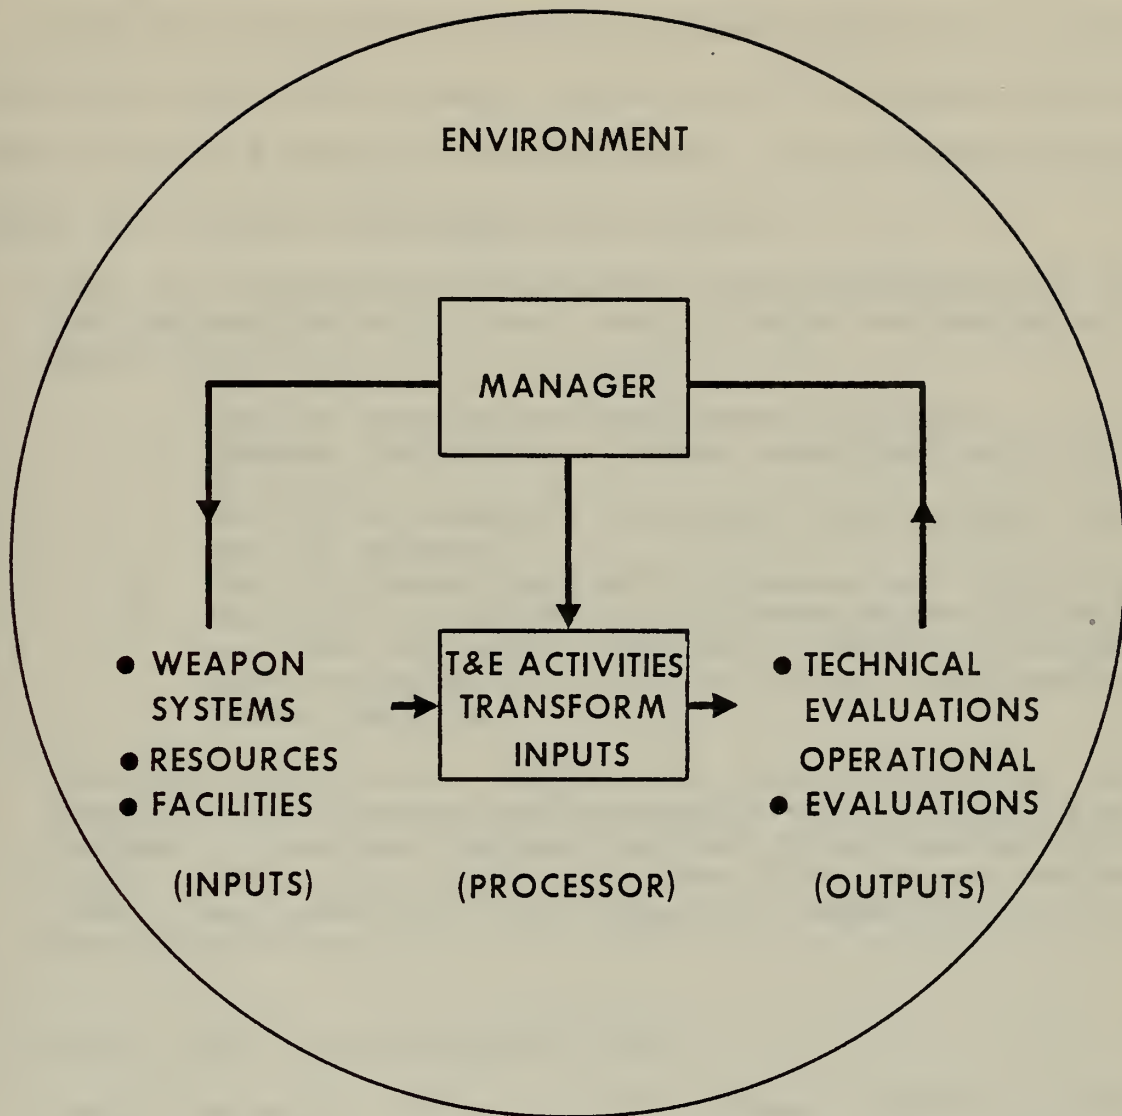 ENVIRONMENT
MANAGER
● WEAPON
SYSTEMS
● RESOURCES
● FACILITIES
(INPUTS)
T&E ACTIVITIES
TRANSFORM
INPUTS
(PROCESSOR)
● TECHNICAL
EVALUATIONS
OPERATIONAL
● EVALUATIONS
(OUTPUTS)